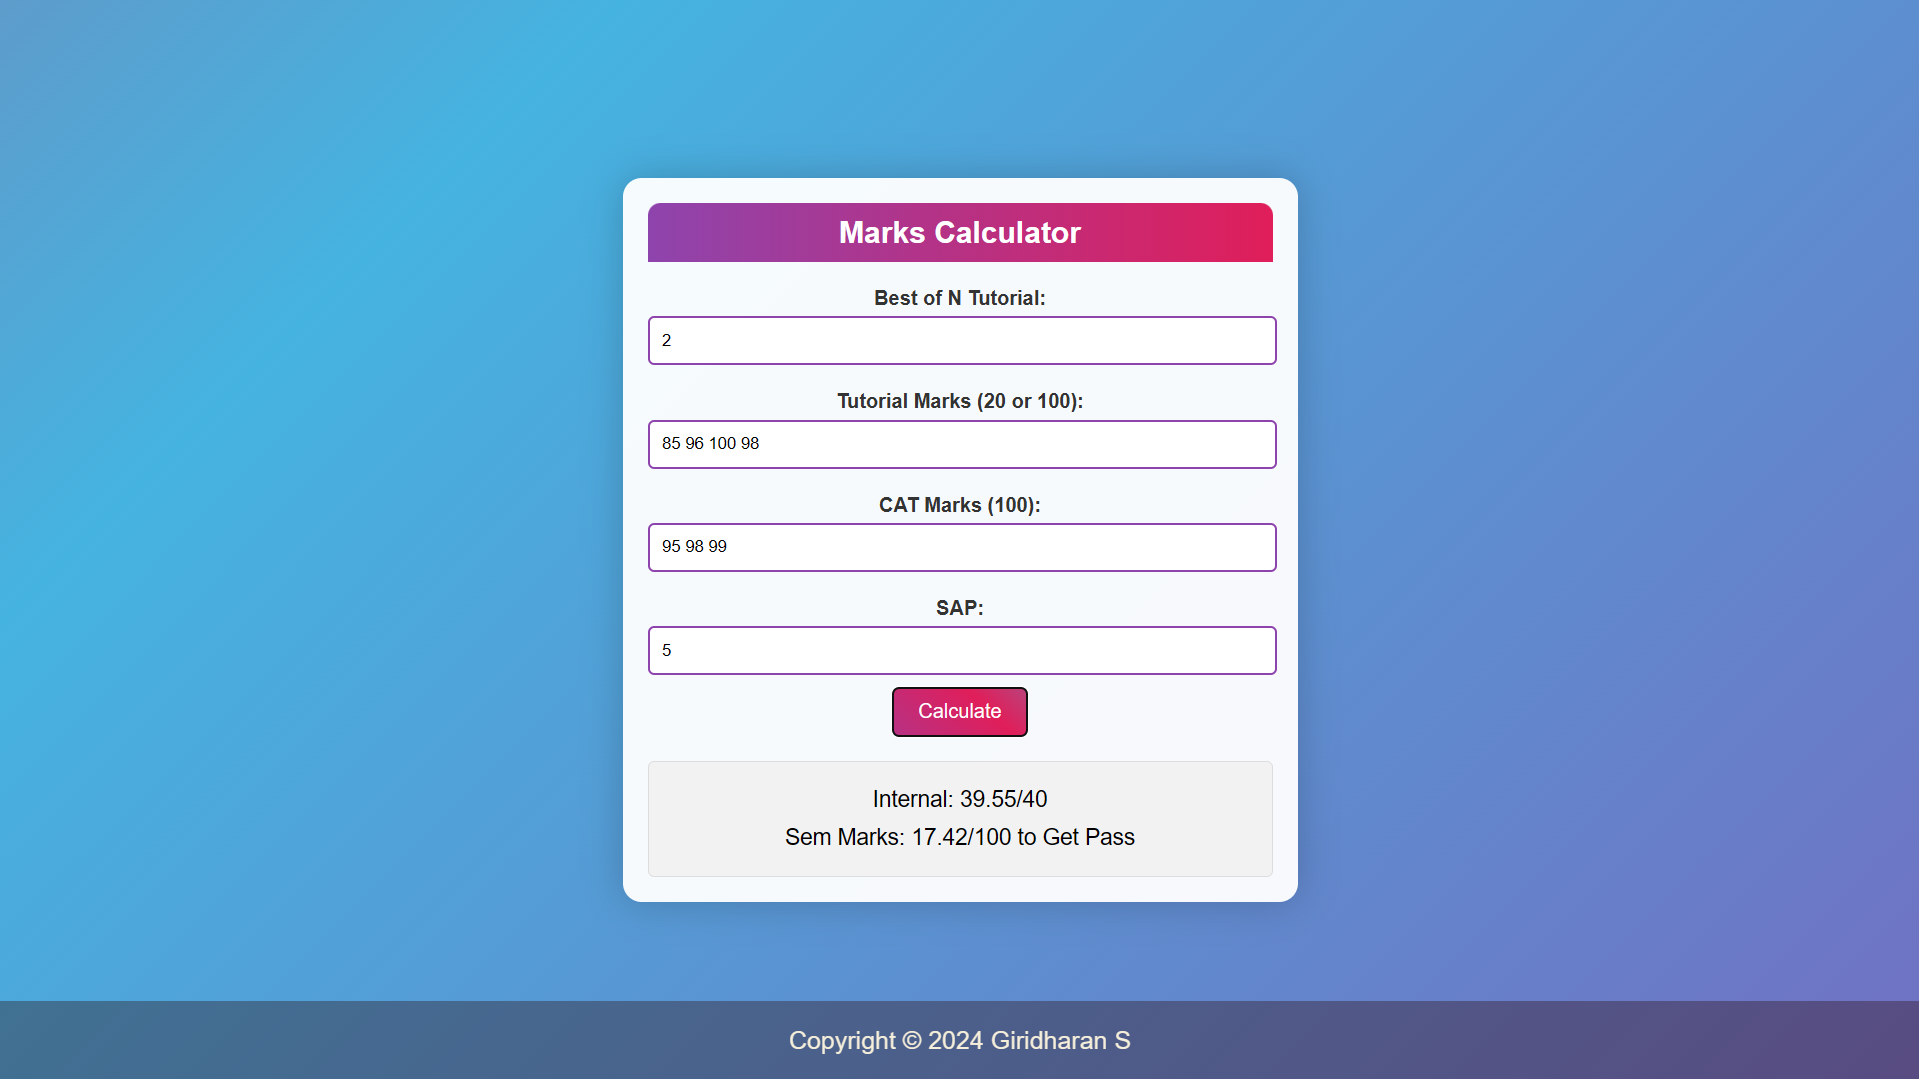 Marks Calculator
Best of N Tutorial:
2
Tutorial Marks (20 or 100):
85 96 100 98
CAT Marks (100):
95 98 99
SAP:
5
Calculate
Internal: 39.55/40
Sem Marks: 17.42/100 to Get Pass
Copyright © 2024 Giridharan S